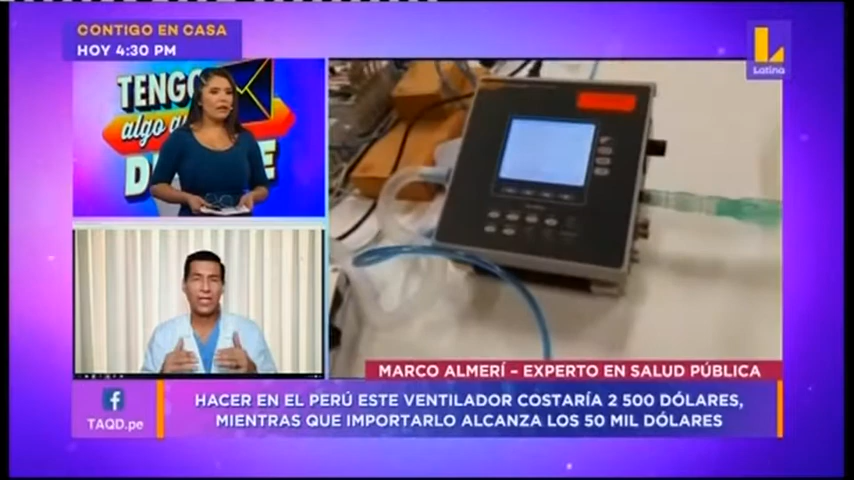 CONTIGO EN CASA
HOY 4:30 PM
Latina
TENGO
algo q
D
E
MARCO ALMERÍ – EXPERTO EN SALUD PÚBLICA
TAQD.pe
HACER EN EL PERÚ ESTE VENTILADOR COSTARÍA 2 500 DÓLARES,
MIENTRAS QUE IMPORTARLO ALCANZA LOS 50 MIL DÓLARES